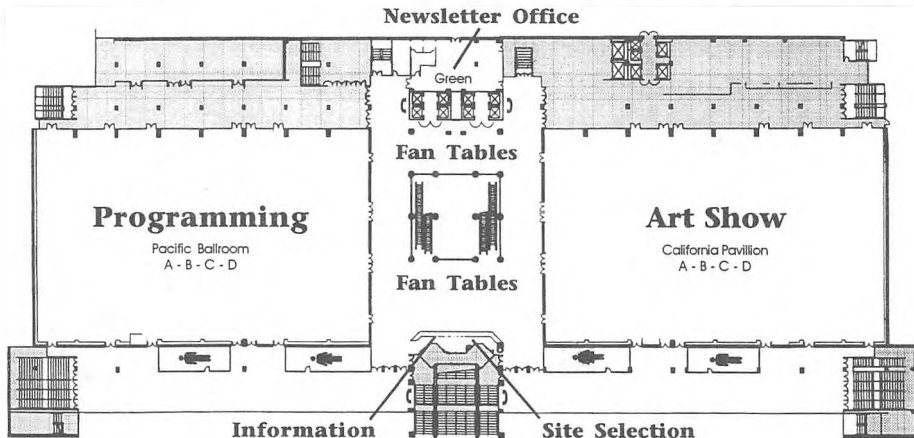 Newsletter Office
Green
Fan Tables
Programming
Pacific Ballroom
A - B - C - D
Art Show
California Pavillion
A - B - C - D
Fan Tables
Information
Site Selection